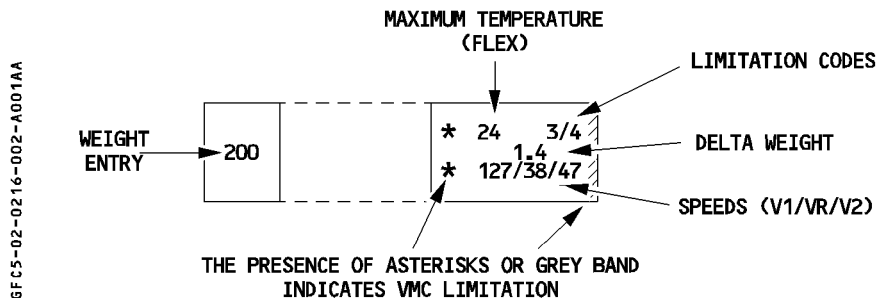 MAXIMUM TEMPERATURE
(FLEX)
LIMITATION CODES
WEIGHT
ENTRY
200
* 24 3/4
1.4
* 127/38/47
DELTA WEIGHT
SPEEDS (V1/VR/V2)
THE PRESENCE OF ASTERISKS OR GREY BAND
INDICATES VMC LIMITATION
GFC5-02-0216-002-A001AA